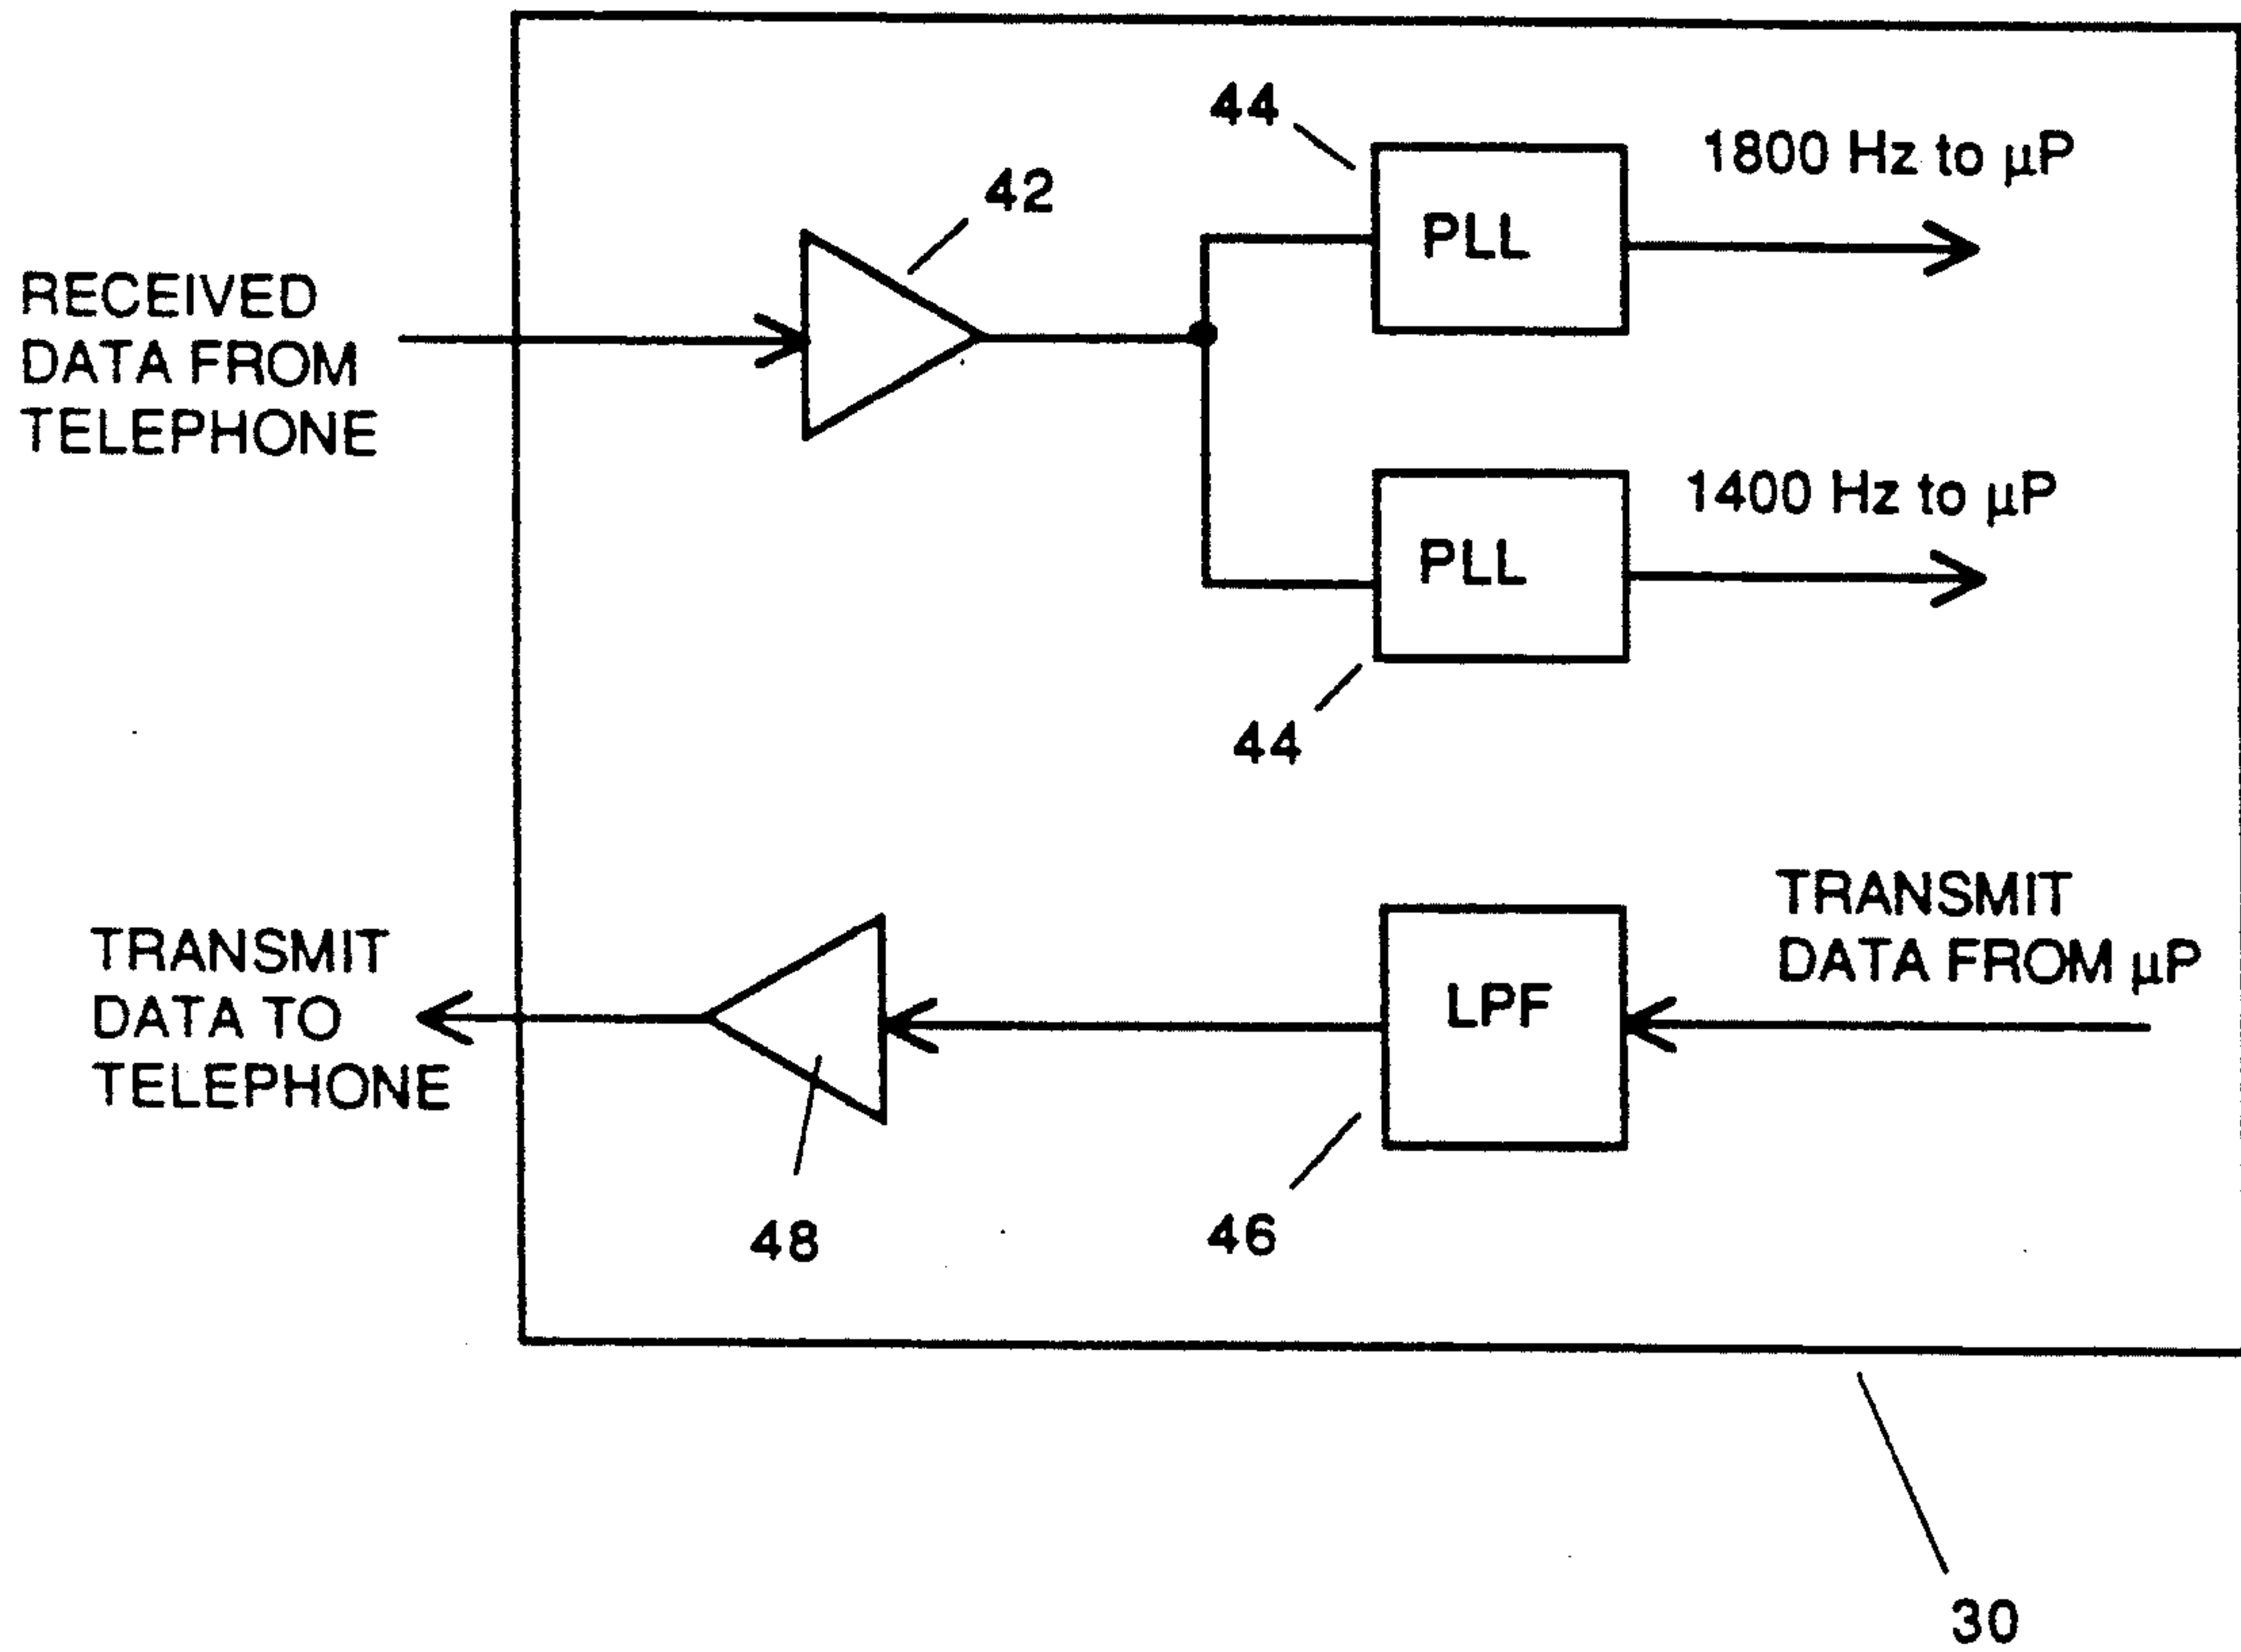 44
1800 Hz to µP
42
PLL
RECEIVED
DATA FROM
TELEPHONE
1400 Hz to µP
PLL
44
TRANSMIT
DATA FROM µP
TRANSMIT
DATA TO
TELEPHONE
LPF
48
46
30